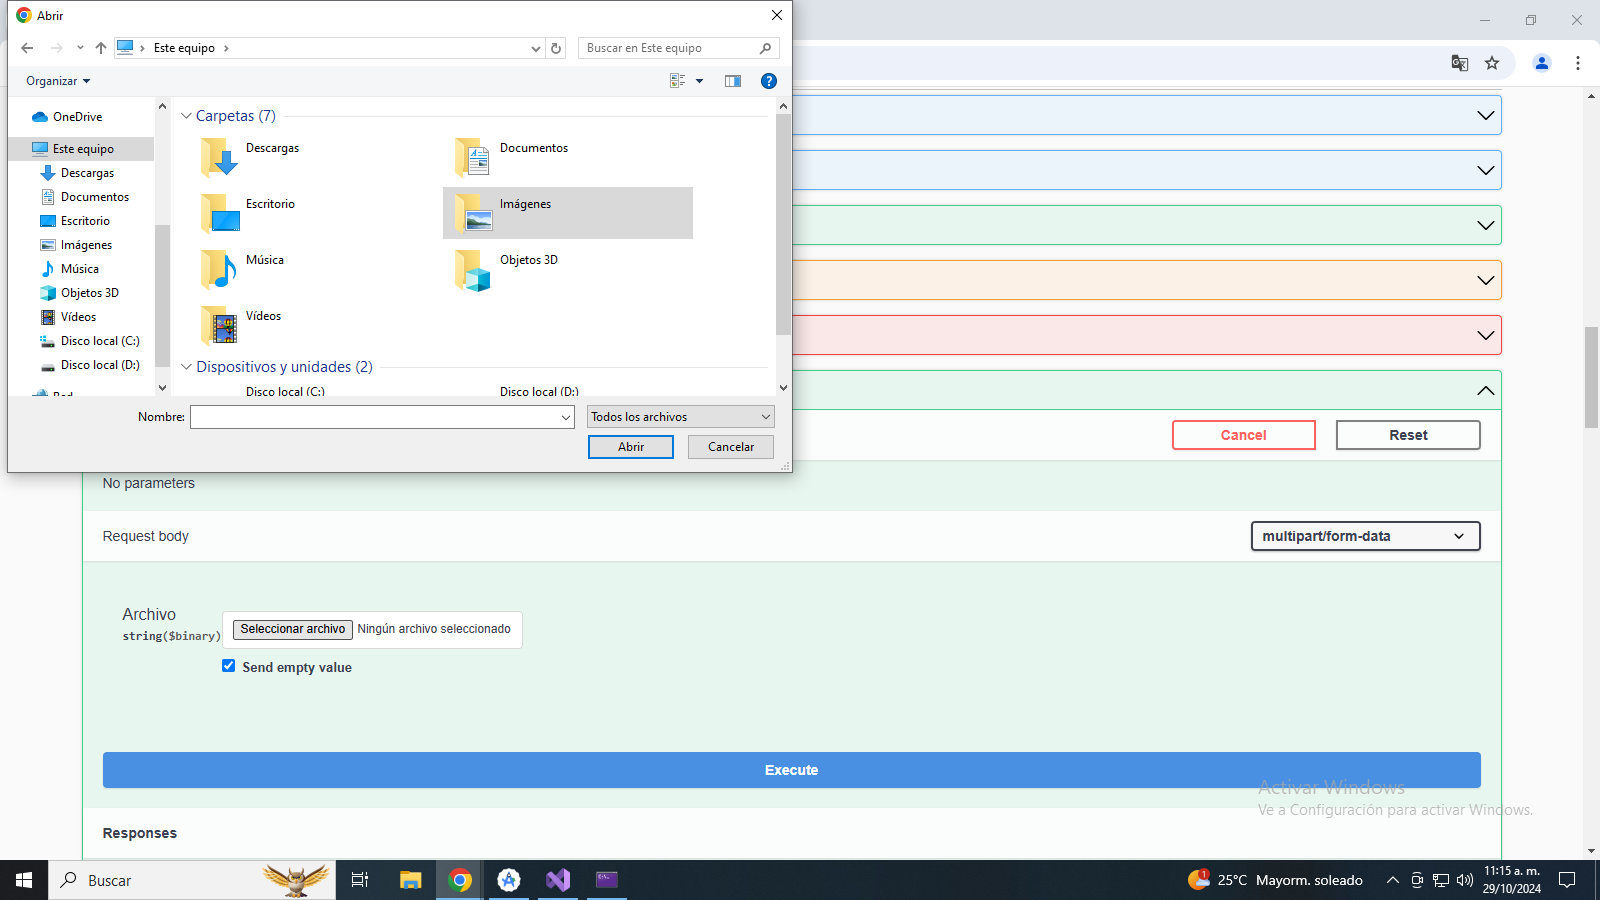 Abrir
Este equipo
Buscar en Este equipo
Organizar
OneDrive
Este equipo
Descargas
Documentos
Escritorio
Imágenes
Música
Objetos 3D
Vídeos
Disco local (C:)
Disco local (D:)
Red
Carpetas (7)
Descargas
Documentos
Escritorio
Imágenes
Música
Objetos 3D
Vídeos
Dispositivos y unidades (2)
Disco local (C:)
Disco local (D:)
Nombre:
Todos los archivos
Abrir
Cancelar
Cancel
Reset
No parameters
Request body
multipart/form-data
Archivo
string($binary)
Seleccionar archivo
Ningún archivo seleccionado
Send empty value
Execute
Activar Windows
Ve a Configuración para activar Windows.
Responses
Buscar
1
25°C Mayorm. soleado
11:15 a. m.
29/10/2024